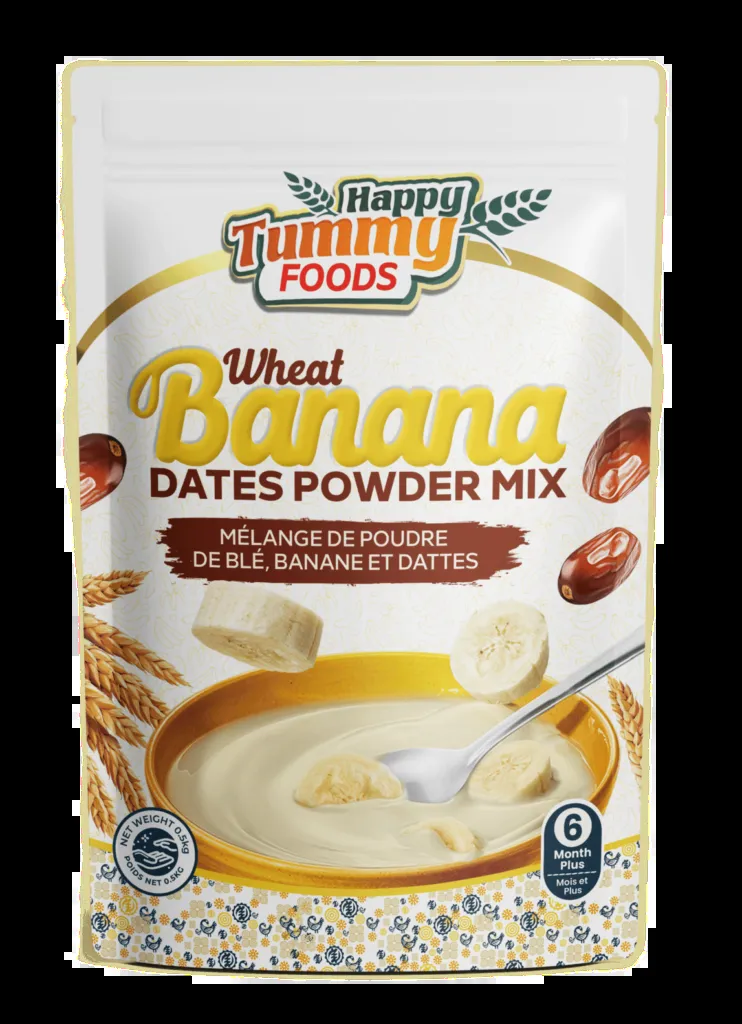 Happy
Tummy
FOODS
Wheat
Banana
DATES POWDER MIX
MÉLANGE DE POUDRE
DE BLÉ, BANANE ET DATTES
NET WEIGHT 0.5kg
POIDS NET 0.5KG
6
Month
Plus
Mois et
Plus